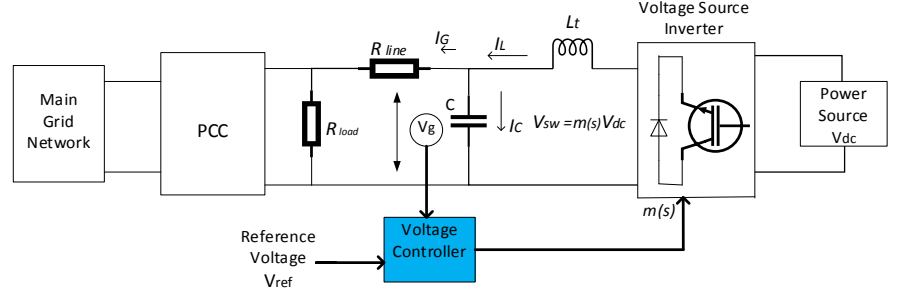 Voltage Source
Inverter
Lt
IG
IL
R line
Main
Grid
Network
PCC
R load
Vg
C
IC
Vsw =m(s)Vdc
Power
Source
Vdc
m(s)
Voltage
Controller
Reference
Voltage
Vref